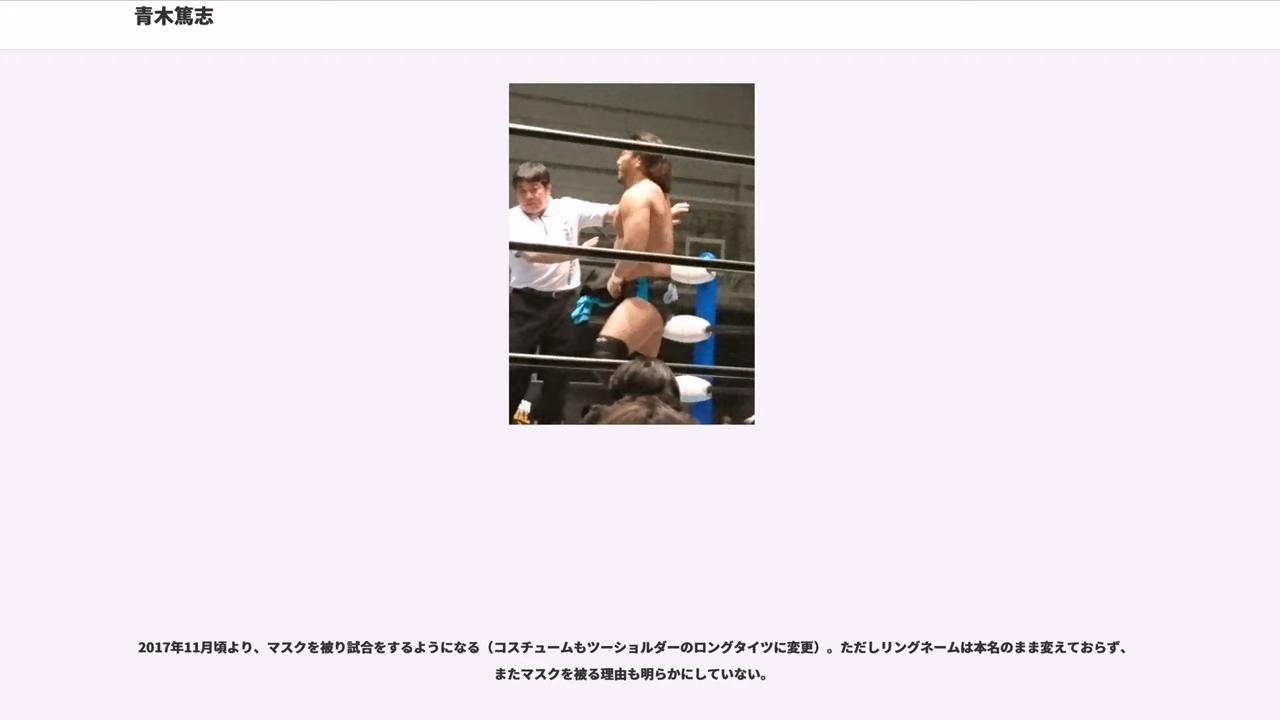 青木篤志
2017年11月頃より、マスクを被り試合をするようになる（コスチュームもツーショルダーのロングタイツに変更）。ただしリングネームは本名のまま変えておらず、
またマスクを被る理由も明らかにしていない。